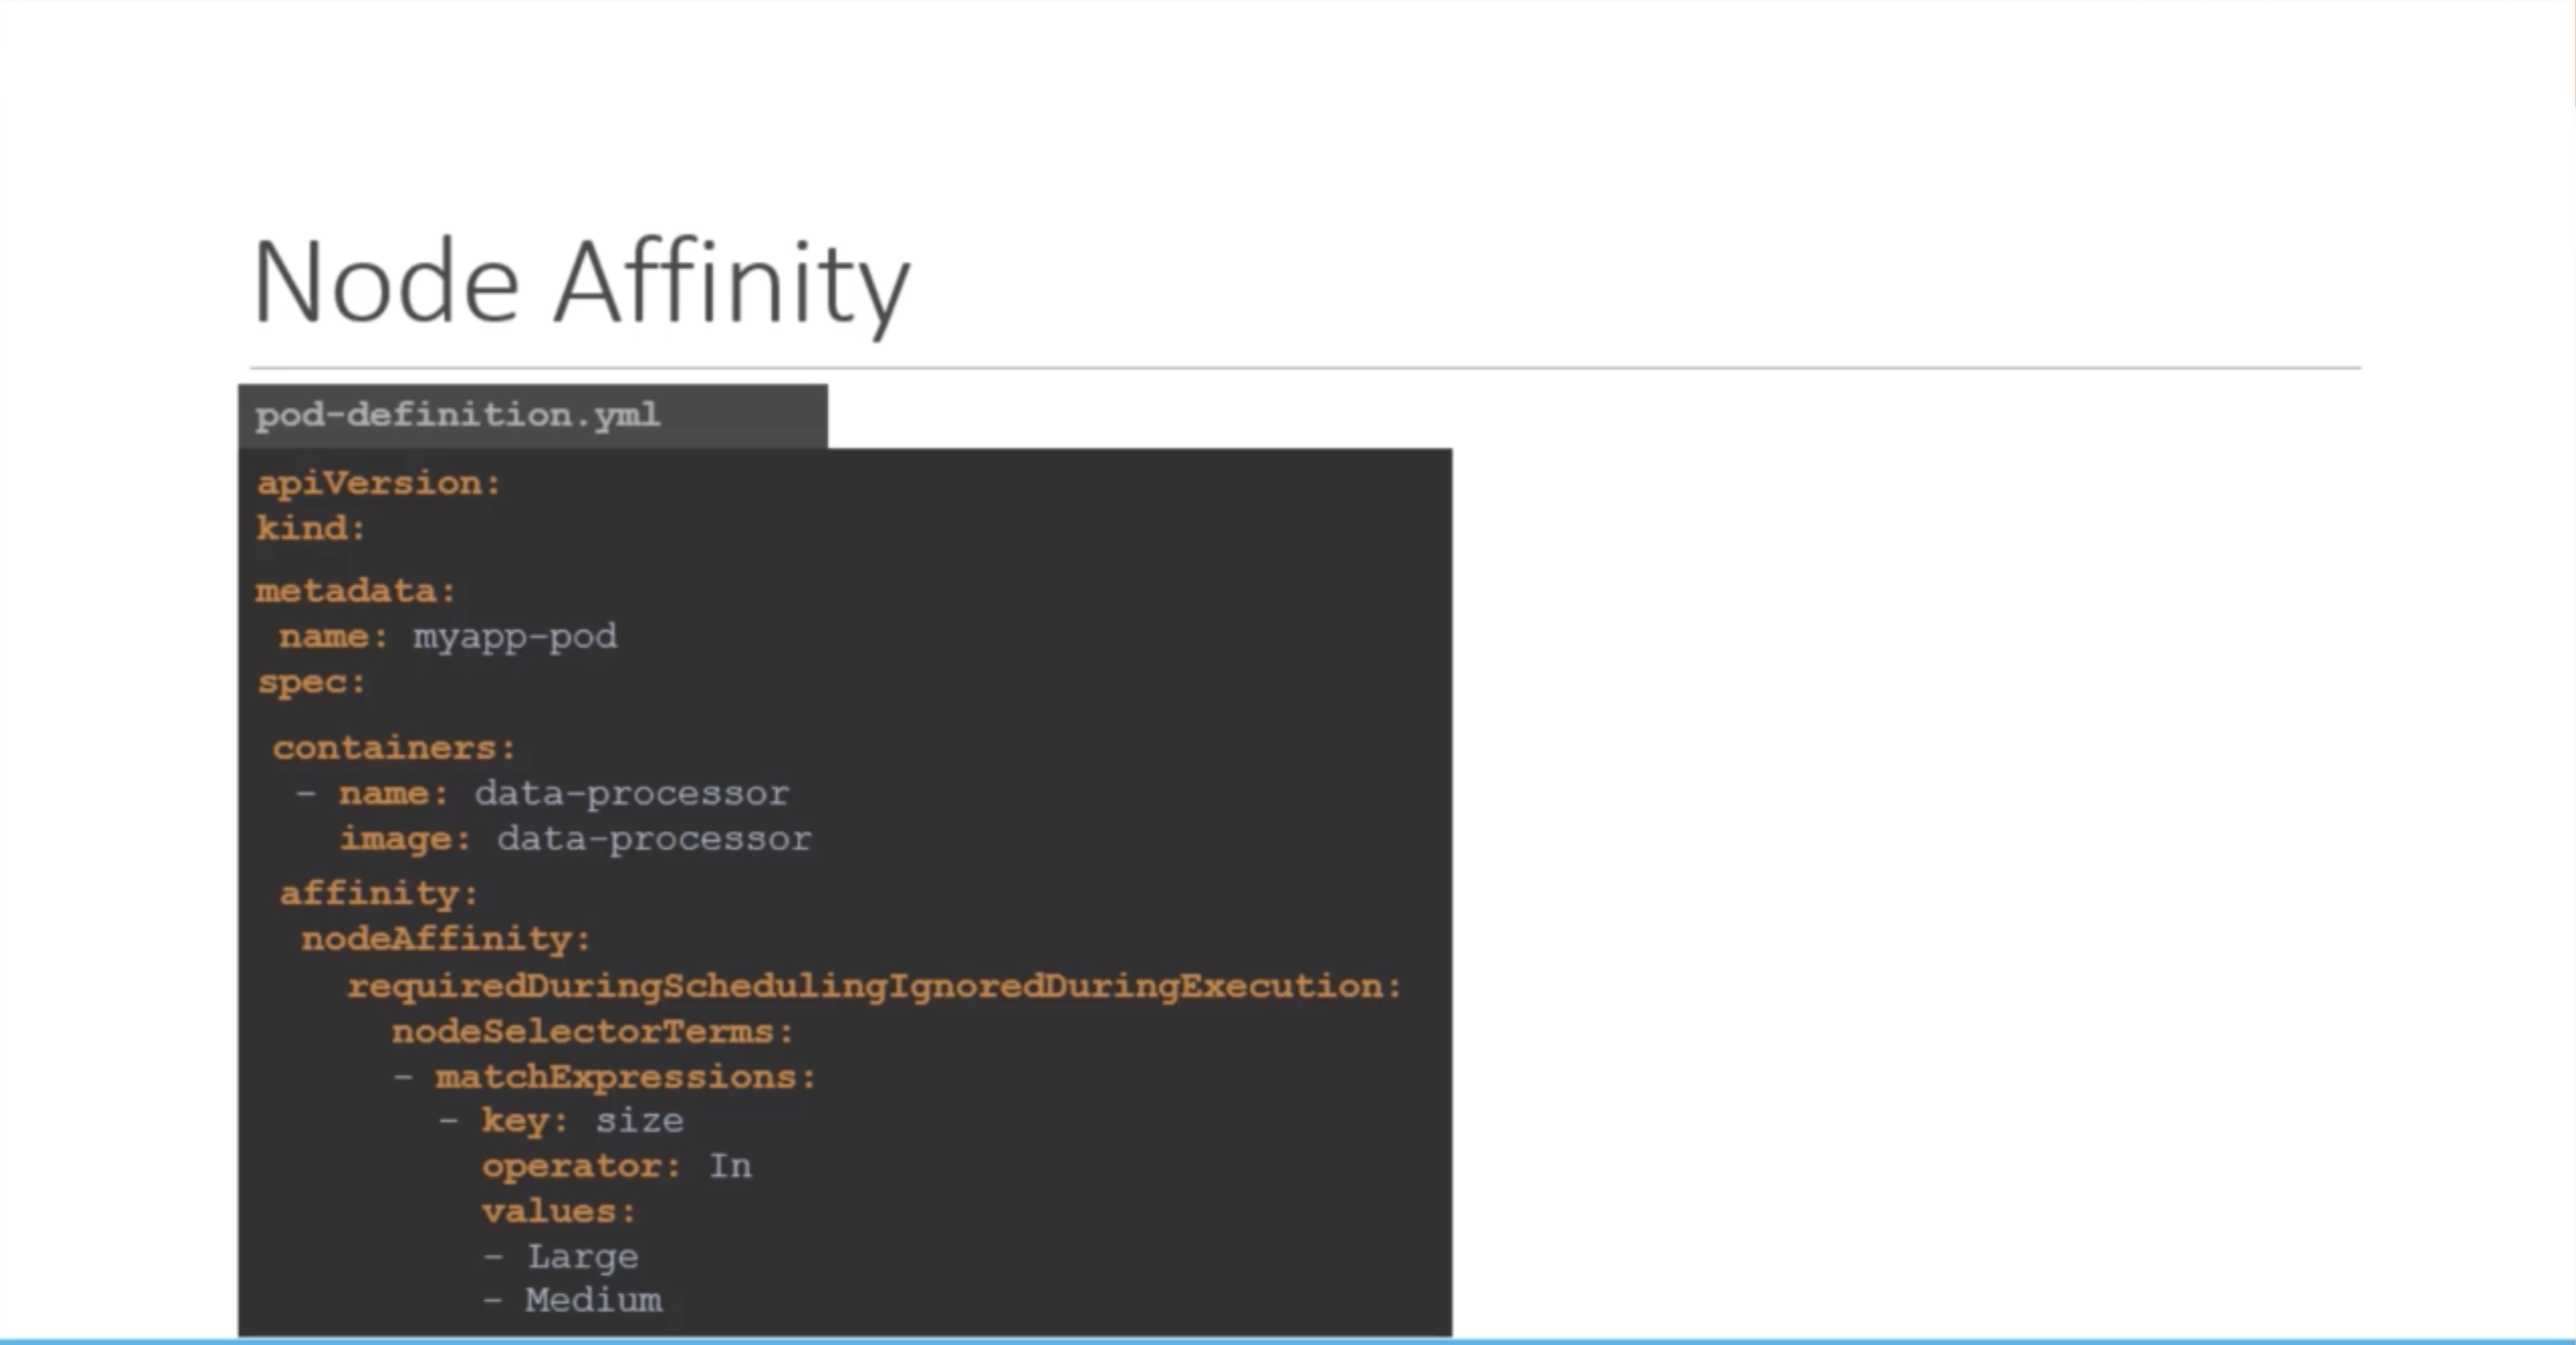 Node Affinity
pod-definition.yml
apiVersion:
kind:
metadata:
 name: myapp-pod
spec:
 containers:
  - name: data-processor
    image: data-processor
 affinity:
  nodeAffinity:
    requiredDuringSchedulingIgnoredDuringExecution:
      nodeSelectorTerms:
      - matchExpressions:
        - key: size
          operator: In
          values:
          - Large
          - Medium